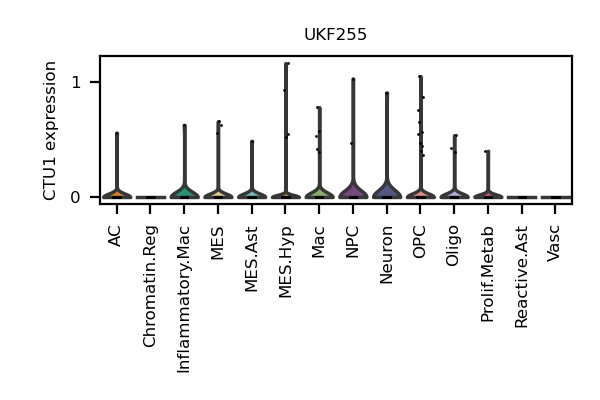 UKF255
CTU1 expression
1
0
AC
Chromatin.Reg
Inflammatory.Mac
MES
MES.Ast
MES.Hyp
Mac
NPC
Neuron
OPC
Oligo
Prolif.Metab
Reactive.Ast
Vasc